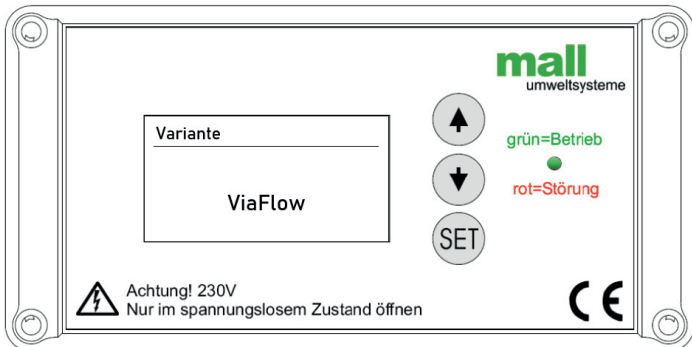 mall
umweltsysteme
Variante
ViaFlow
grün=Betrieb
rot=Störung
SET
Achtung! 230V
Nur im spannungslosem Zustand öffnen
CE